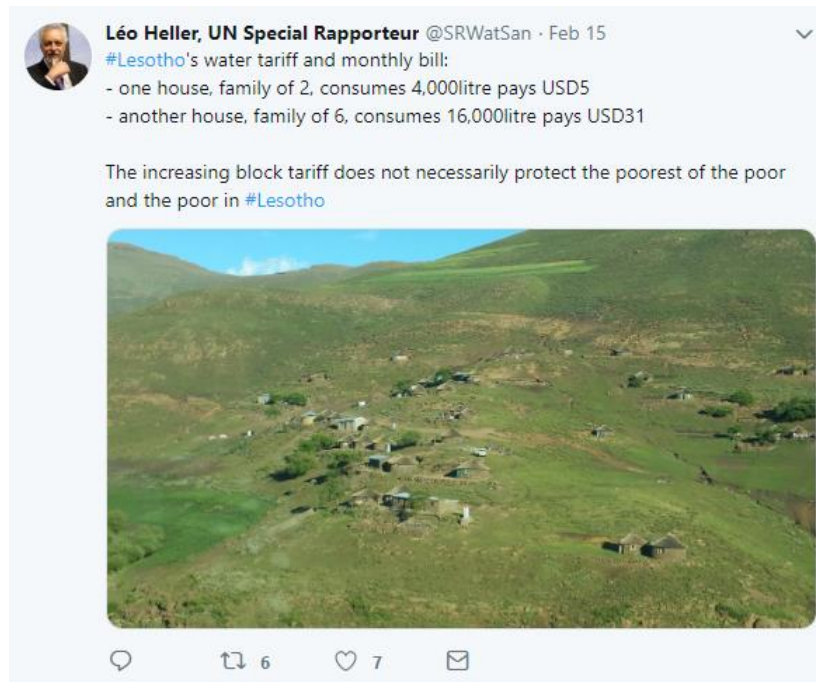 Léo Heller, UN Special Rapporteur @SRWatSan · Feb 15
#Lesotho's water tariff and monthly bill:
- one house, family of 2, consumes 4,000litre pays USD5
- another house, family of 6, consumes 16,000litre pays USD31
The increasing block tariff does not necessarily protect the poorest of the poor
and the poor in #Lesotho
6 7